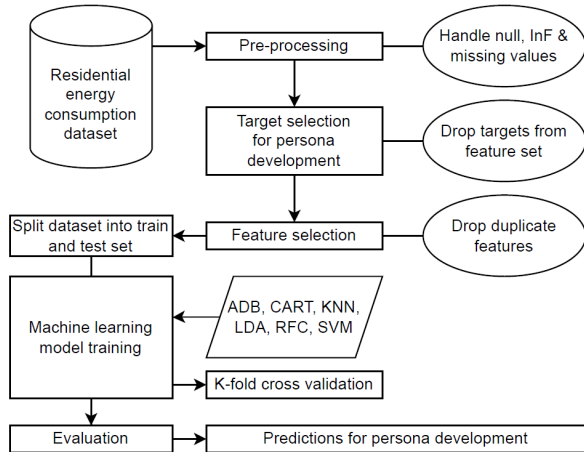 Residential
energy
consumption
dataset
Pre-processing
Handle null, InF &
missing values
Target selection
for persona
development
Drop targets from
feature set
Split dataset into train
and test set
Feature selection
Drop duplicate
features
Machine learning
model training
ADB, CART, KNN,
LDA, RFC, SVM
K-fold cross validation
Evaluation
Predictions for persona development